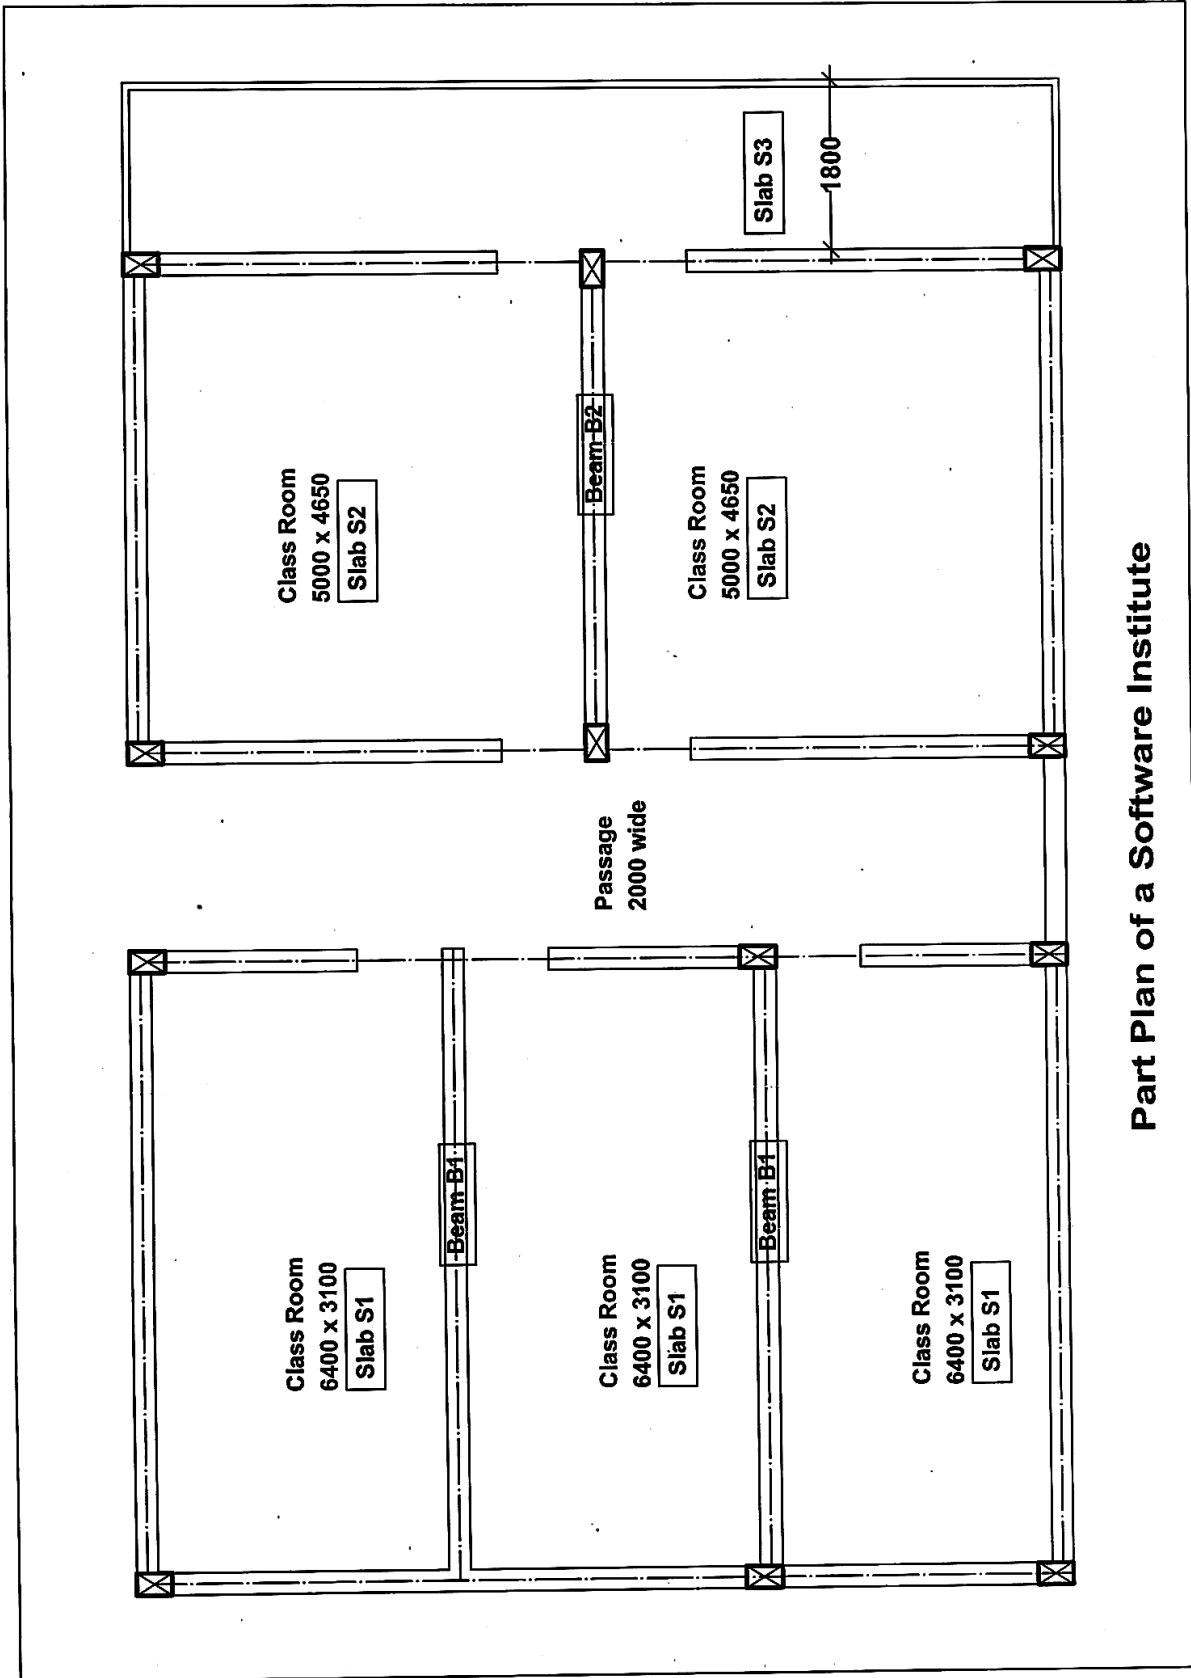 Class Room
6400 x 3100
Slab S1
Beam B1
Class Room
6400 x 3100
Slab S1
Beam B1
Class Room
6400 x 3100
Slab S1
Passage
2000 wide
Class Room
5000 x 4650
Slab S2
Beam B2
Class Room
5000 x 4650
Slab S2
Slab S3
1800
Part Plan of a Software Institute